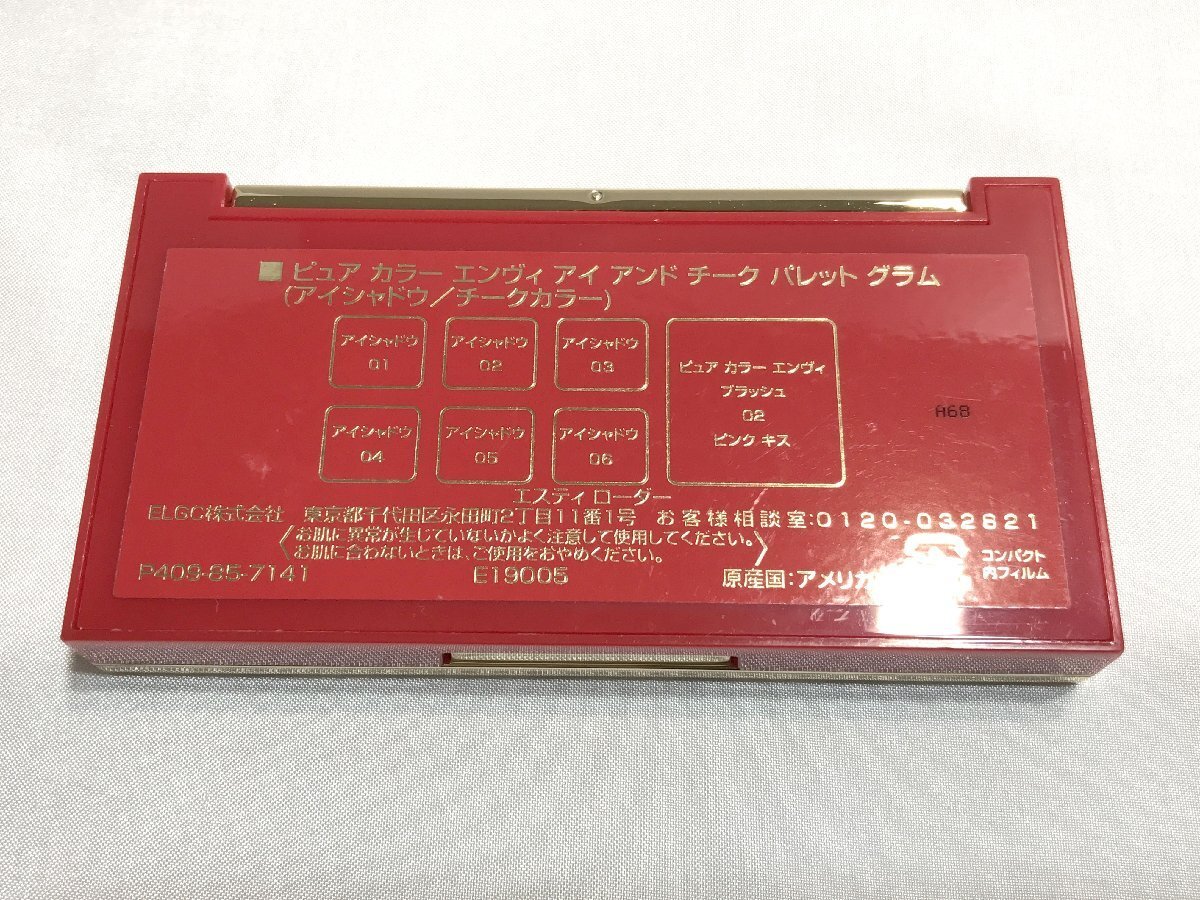 ■ ピュア カラー エンヴィ アイ アンド チーク パレット グラム
(アイシャドウ／チークカラー)
アイシャドウ
01
アイシャドウ
02
アイシャドウ
03
アイシャドウ
04
アイシャドウ
05
アイシャドウ
06
ピュア カラー エンヴィ
ブラッシュ
02
ピンク キス
A68
エスティ ローダー
ELGC株式会社 東京都千代田区永田町2丁目11番1号 お客様相談室:0120-032621
お肌に異常が生じていないかよく注意して使用してください。
お肌に合わないときは、ご使用をおやめください。
P409-85-7141 E19005 原産国:アメリカ
コンパクト
内フィルム